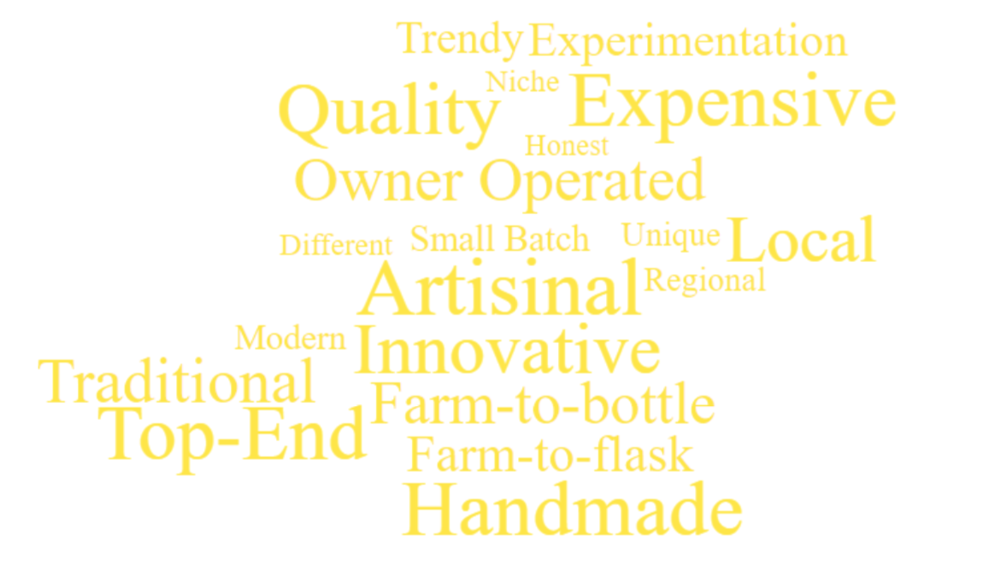 Trendy Experimentation
Niche
Quality Expensive
Honest
Owner Operated
Different Small Batch Unique Local
Artisinal Regional
Modern Innovative
Traditional
Farm-to-bottle
Top-End
Farm-to-flask
Handmade